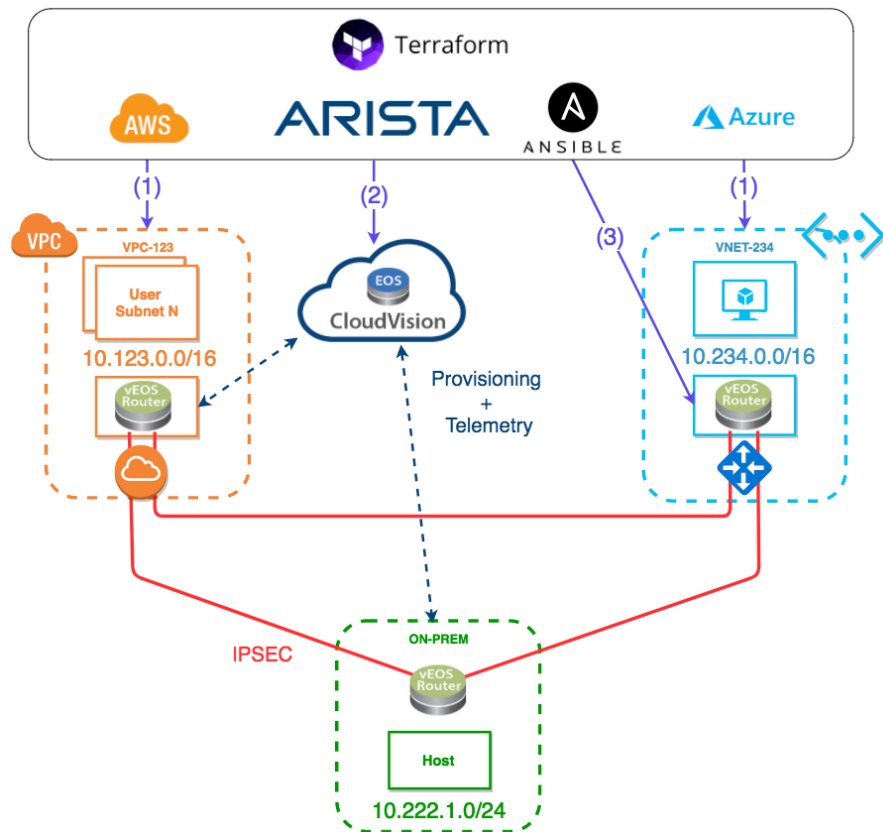 Terraform
AWS
ARISTA
ANSIBLE
Azure
(1)
(2)
(1)
(3)
VPC
VPC-123
User
Subnet N
10.123.0.0/16
vEOS
Router
EOS
CloudVision
Provisioning
+
Telemetry
VNET-234
10.234.0.0/16
vEOS
Router
IPSEC
ON-PREM
vEOS
Router
Host
10.222.1.0/24